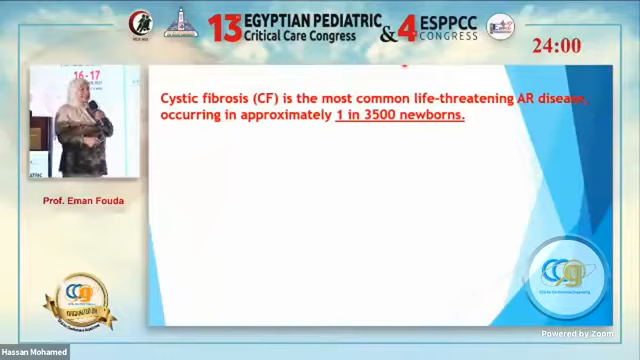 13 EGYPTIAN PEDIATRIC
Critical Care Congress
& 4 ESPPCC
CONGRESS
24:00
16-17
Cystic fibrosis (CF) is the most common life-threatening AR disease,
occurring in approximately 1 in 3500 newborns.
Prof. Eman Fouda
Powered by Zoom
Hassan Mohamed